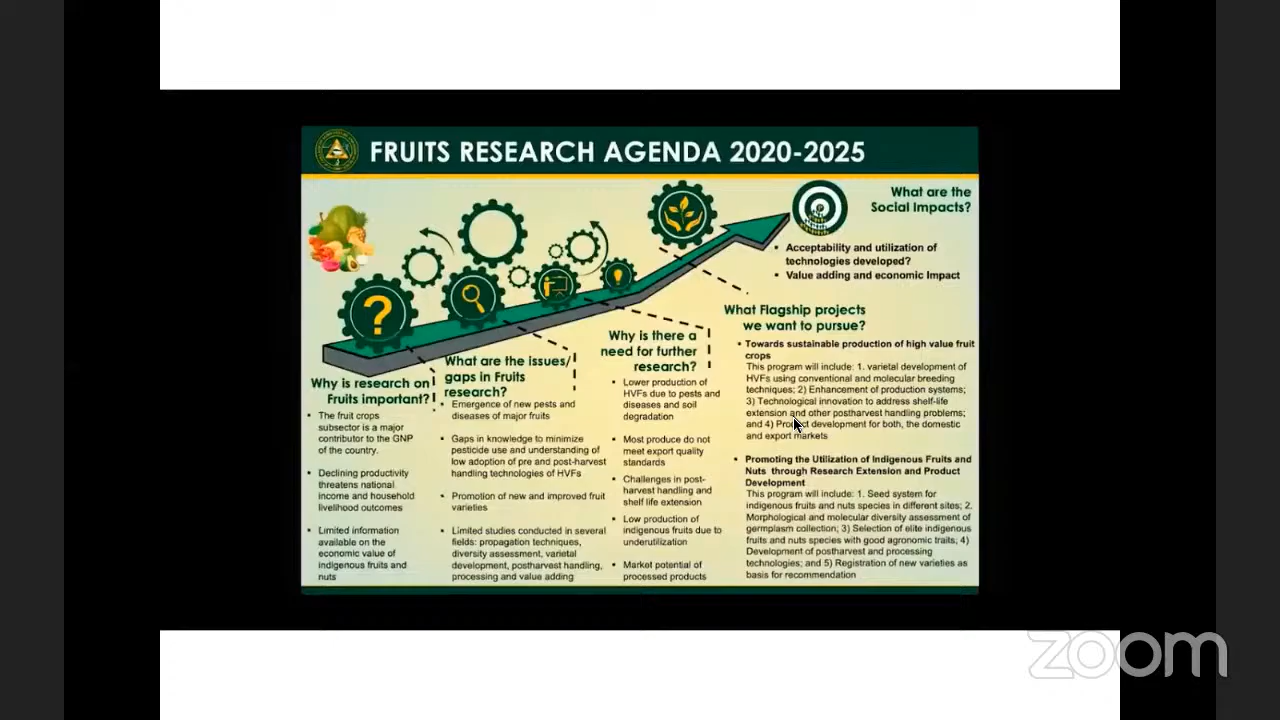 FRUITS RESEARCH AGENDA 2020-2025
What are the
Social Impacts?
• Acceptability and utilization of
technologies developed?
• Value adding and economic Impact
What Flagship projects
we want to pursue?
• Towards sustainable production of high value fruit
crops
This program will include: 1. varietal development of
HVFs using conventional and molecular breeding
techniques; 2) Enhancement of production systems;
3) Technological innovation to address shelf-life
extension and other postharvest handling problems;
and 4) Product development for both, the domestic
and export markets
• Promoting the Utilization of Indigenous Fruits and
Nuts through Research Extension and Product
Development
This program will include: 1. Seed system for
indigenous fruits and nuts species in different sites; 2.
Morphological and molecular diversity assessment of
germplasm collection; 3) Selection of elite indigenous
fruits and nuts species with good agronomic traits; 4)
Development of postharvest and processing
technologies; and 5) Registration of new varieties as
basis for recommendation
Why is there a
need for further
research?
• Lower production of
HVFs due to pests and
diseases and soil
degradation
• Most produce do not
meet export quality
standards
• Challenges in post-
harvest handling and
shelf life extension
• Low production of
indigenous fruits due to
underutilization
• Market potential of
processed products
What are the issues/
gaps in Fruits
research?
• Emergence of new pests and
diseases of major fruits
• Gaps in knowledge to minimize
pesticide use and understanding of
low adoption of pre and post-harvest
handling technologies of HVFs
• Promotion of new and improved fruit
varieties
• Limited studies conducted in several
fields: propagation techniques,
diversity assessment, varietal
development, postharvest handling,
processing and value adding
Why is research on
Fruits important?
• The fruit crops
subsector is a major
contributor to the GNP
of the country.
• Declining productivity
threatens national
income and household
livelihood outcomes
• Limited information
available on the
economic value of
indigenous fruits and
nuts
zoom